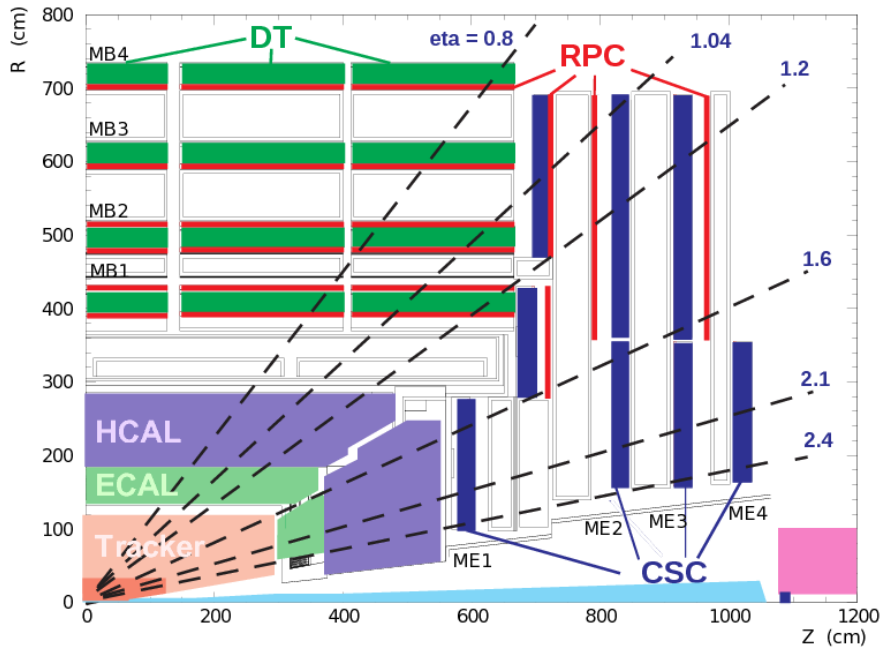 R (cm)
800
700
600
500
400
300
200
100
0
DT
MB4
MB3
MB2
MB1
eta = 0.8
1.04
1.2
RPC
1.6
2.1
2.4
HCAL
ECAL
Tracker
ME1
ME2
ME3
ME4
CSC
0
200
400
600
800
1000
1200
Z (cm)